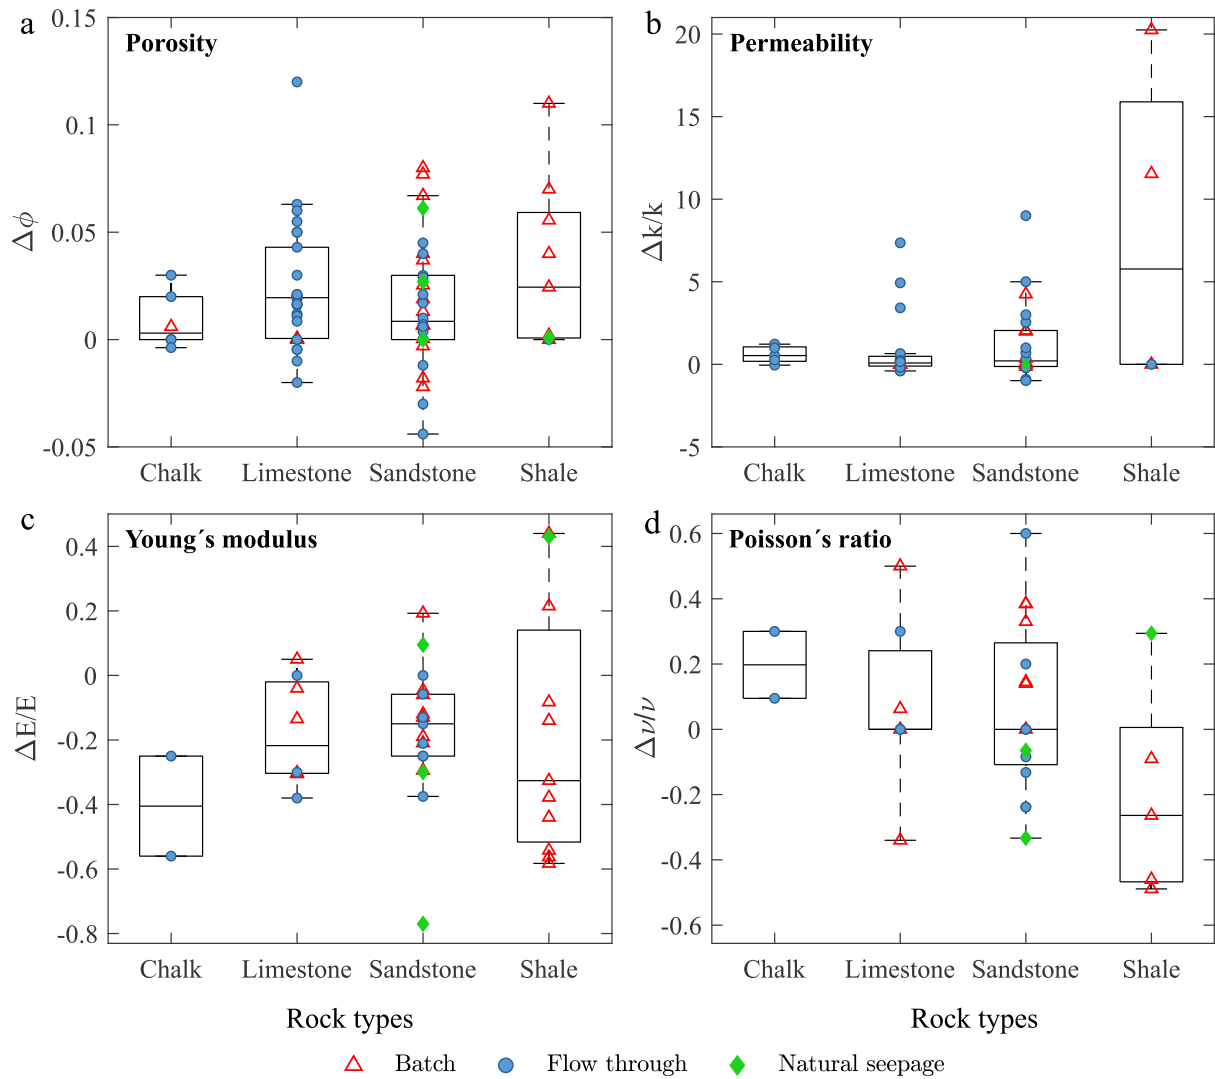 a
Porosity
0.15
0.1
0.05
0
-0.05
Δϕ
Chalk Limestone Sandstone Shale
b
Permeability
20
15
10
5
0
-5
Δk/k
Chalk Limestone Sandstone Shale
c
Young´s modulus
0.4
0.2
0
-0.2
-0.4
-0.6
-0.8
ΔE/E
Chalk Limestone Sandstone Shale
Rock types
d
Poisson´s ratio
0.6
0.4
0.2
0
-0.2
-0.4
-0.6
Δν/ν
Chalk Limestone Sandstone Shale
Rock types
Batch Flow through Natural seepage